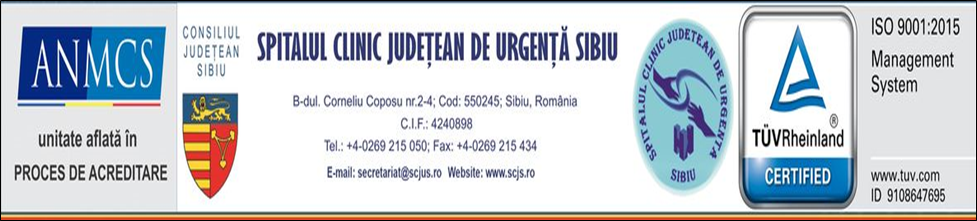 ANMCS
unitate aflată în
PROCES DE ACREDITARE
CONSILIUL
JUDEȚEAN
SIBIU
SPITALUL CLINIC JUDEȚEAN DE URGENȚĂ SIBIU
B-dul. Corneliu Coposu nr.2-4; Cod: 550245; Sibiu, România
C.I.F.: 4240898
Tel.: +4-0269 215 050; Fax: +4-0269 215 434
E-mail: secretariat@scjus.ro Website: www.scjs.ro
SPITALUL CLINIC JUDEȚEAN DE URGENȚĂ
SIBIU
TÜVRheinland
®
CERTIFIED
ISO 9001:2015
Management
System
www.tuv.com
ID 9108647695